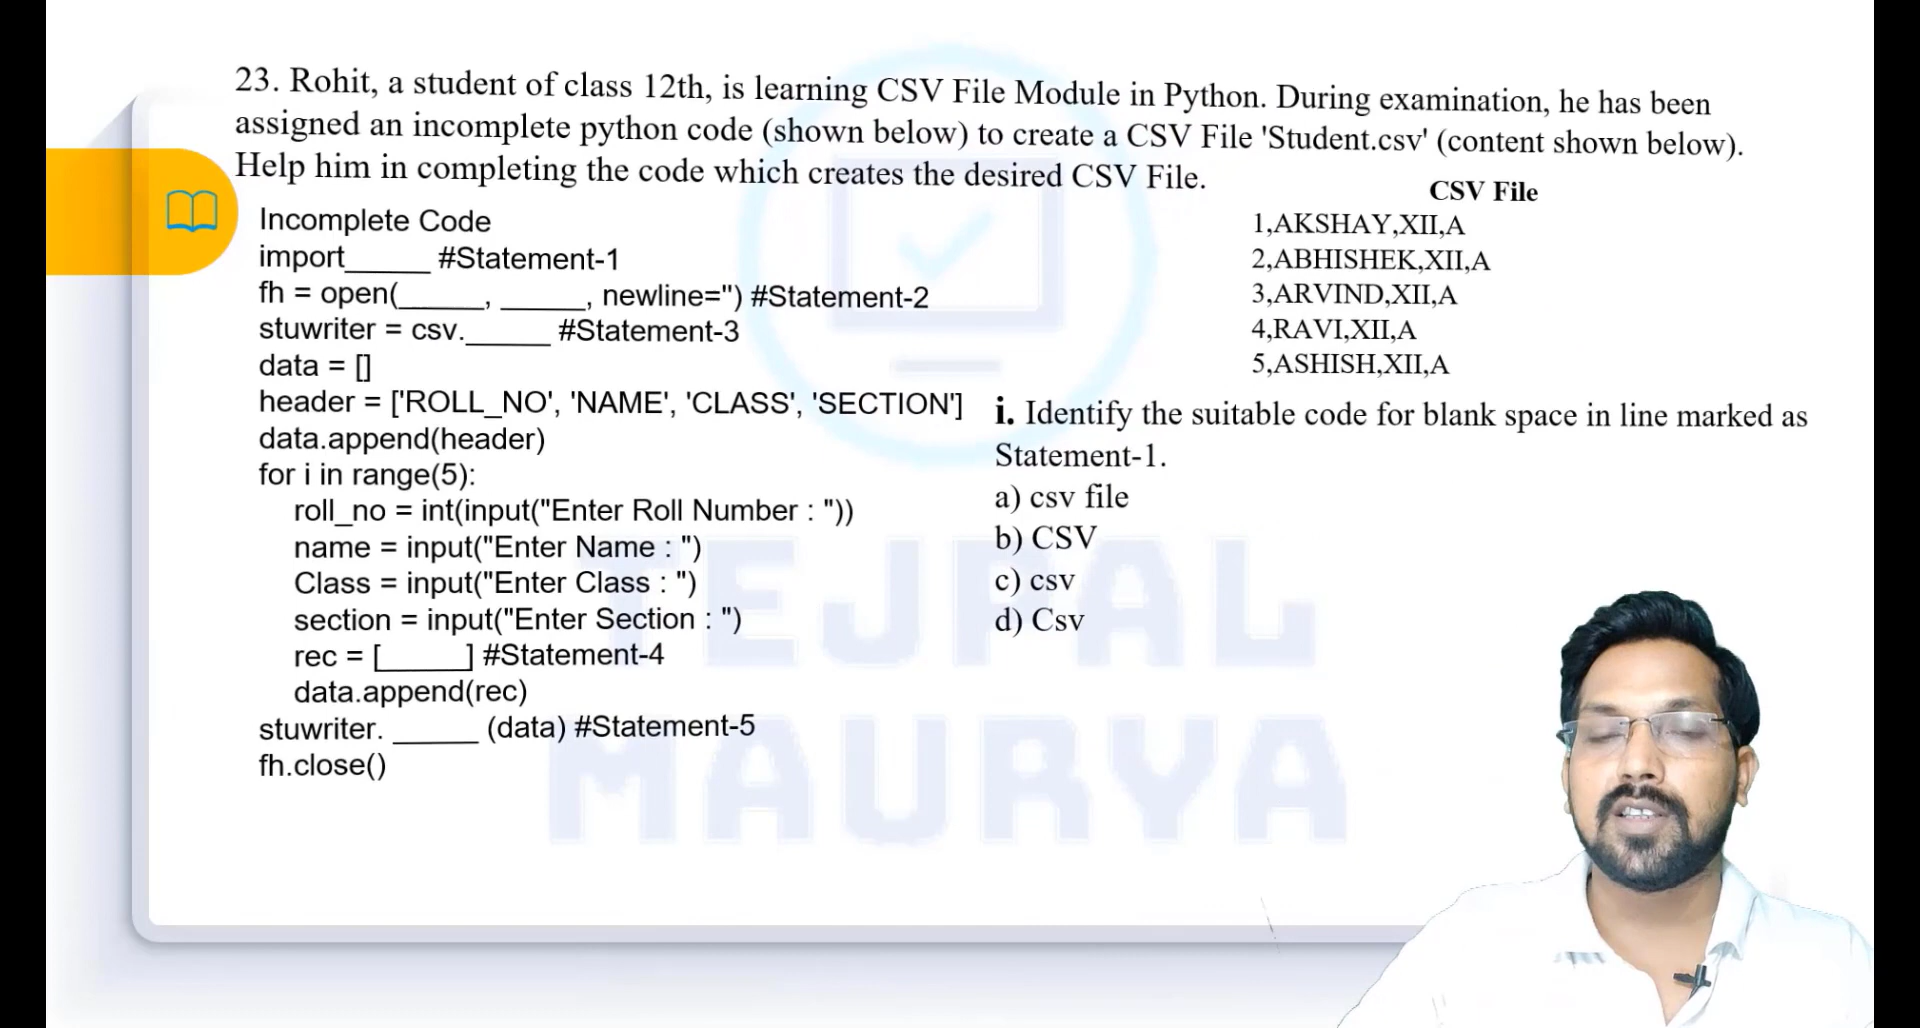 23. Rohit, a student of class 12th, is learning CSV File Module in Python. During examination, he has been
assigned an incomplete python code (shown below) to create a CSV File 'Student.csv' (content shown below).
Help him in completing the code which creates the desired CSV File.
Incomplete Code
import_____ #Statement-1
fh = open(_____, _____, newline='') #Statement-2
stuwriter = csv._____ #Statement-3
data = []
header = ['ROLL_NO', 'NAME', 'CLASS', 'SECTION']
data.append(header)
for i in range(5):
roll_no = int(input("Enter Roll Number : "))
name = input("Enter Name : ")
Class = input("Enter Class : ")
section = input("Enter Section : ")
rec = [_____] #Statement-4
data.append(rec)
stuwriter. _____ (data) #Statement-5
fh.close()
CSV File
1,AKSHAY,XII,A
2,ABHISHEK,XII,A
3,ARVIND,XII,A
4,RAVI,XII,A
5,ASHISH,XII,A
i. Identify the suitable code for blank space in line marked as
Statement-1.
a) csv file
b) CSV
c) csv
d) Csv
TEJPAL
MAURYA